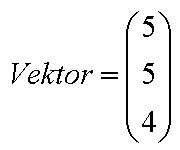 Vektor = (5
5
4)